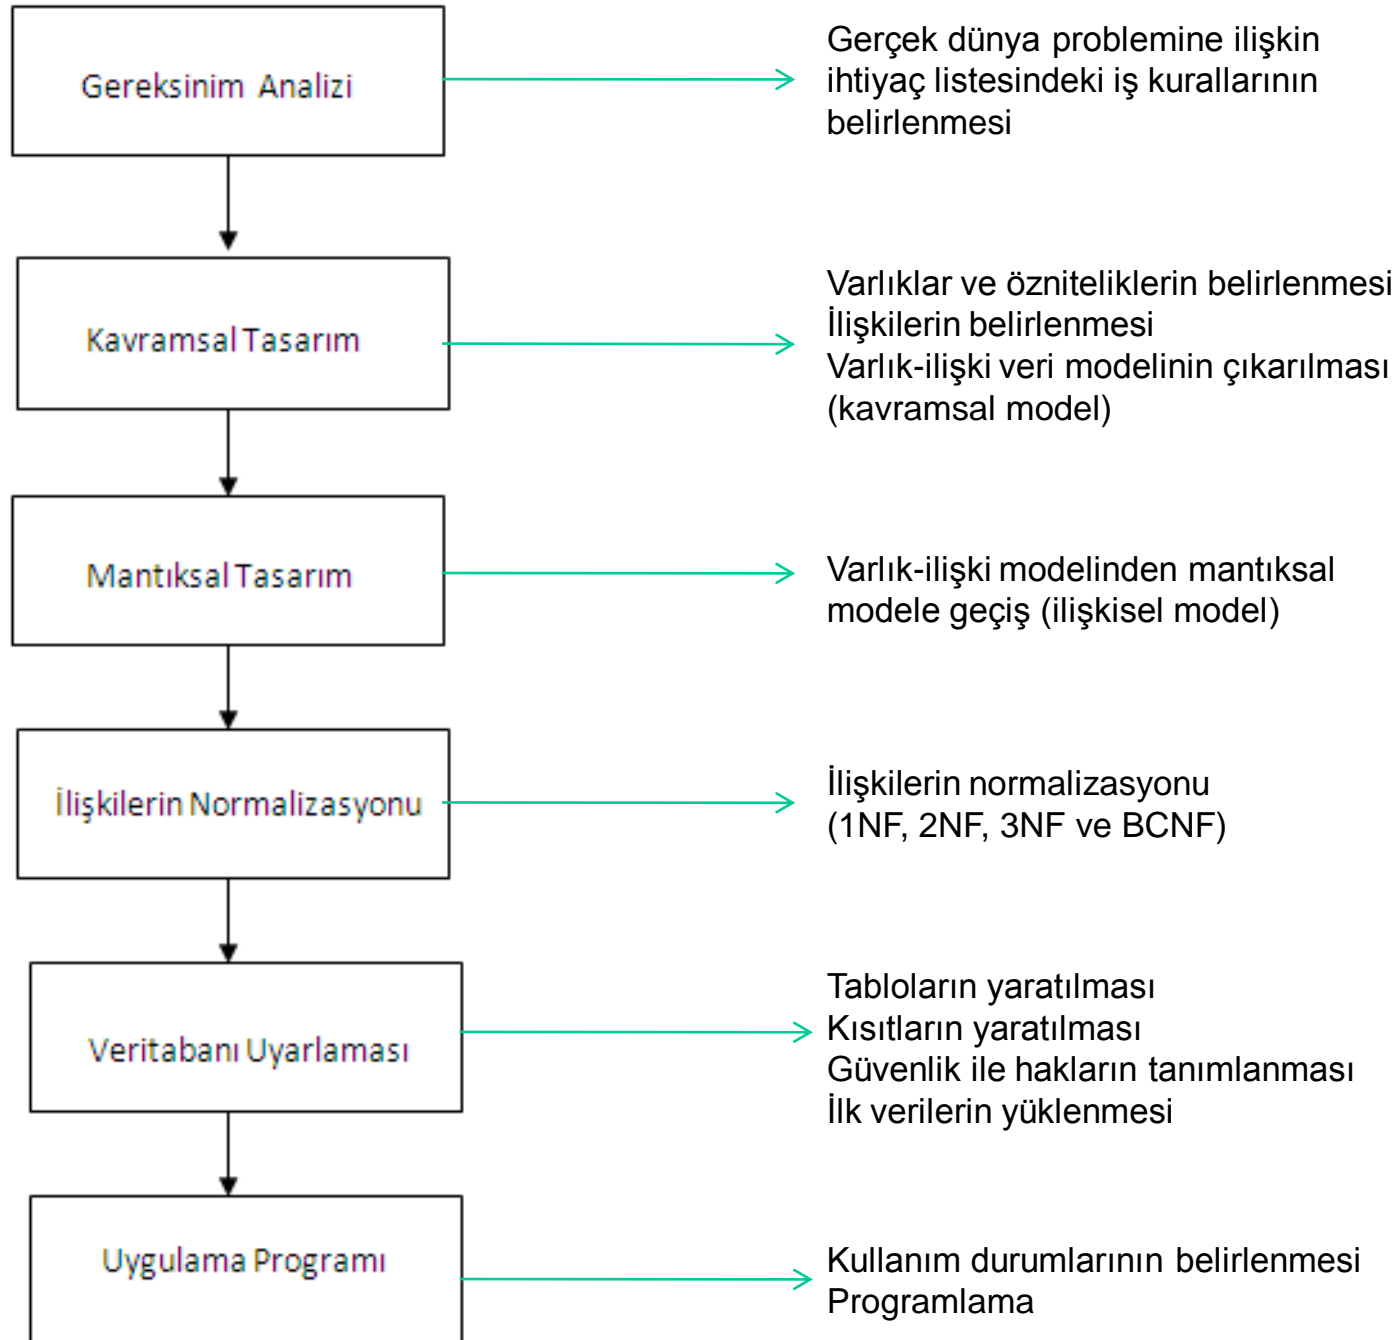 Gereksinim Analizi
Gerçek dünya problemine ilişkin
ihtiyaç listesindeki iş kurallarının
belirlenmesi
Kavramsal Tasarım
Varlıklar ve özniteliklerin belirlenmesi
İlişkilerin belirlenmesi
Varlık-ilişki veri modelinin çıkarılması
(kavramsal model)
Mantıksal Tasarım
Varlık-ilişki modelinden mantıksal
modele geçiş (ilişkisel model)
İlişkilerin Normalizasyonu
İlişkilerin normalizasyonu
(1NF, 2NF, 3NF ve BCNF)
Veritabanı Uyarlaması
Tabloların yaratılması
Kısıtların yaratılması
Güvenlik ile hakların tanımlanması
İlk verilerin yüklenmesi
Uygulama Programı
Kullanım durumlarının belirlenmesi
Programlama